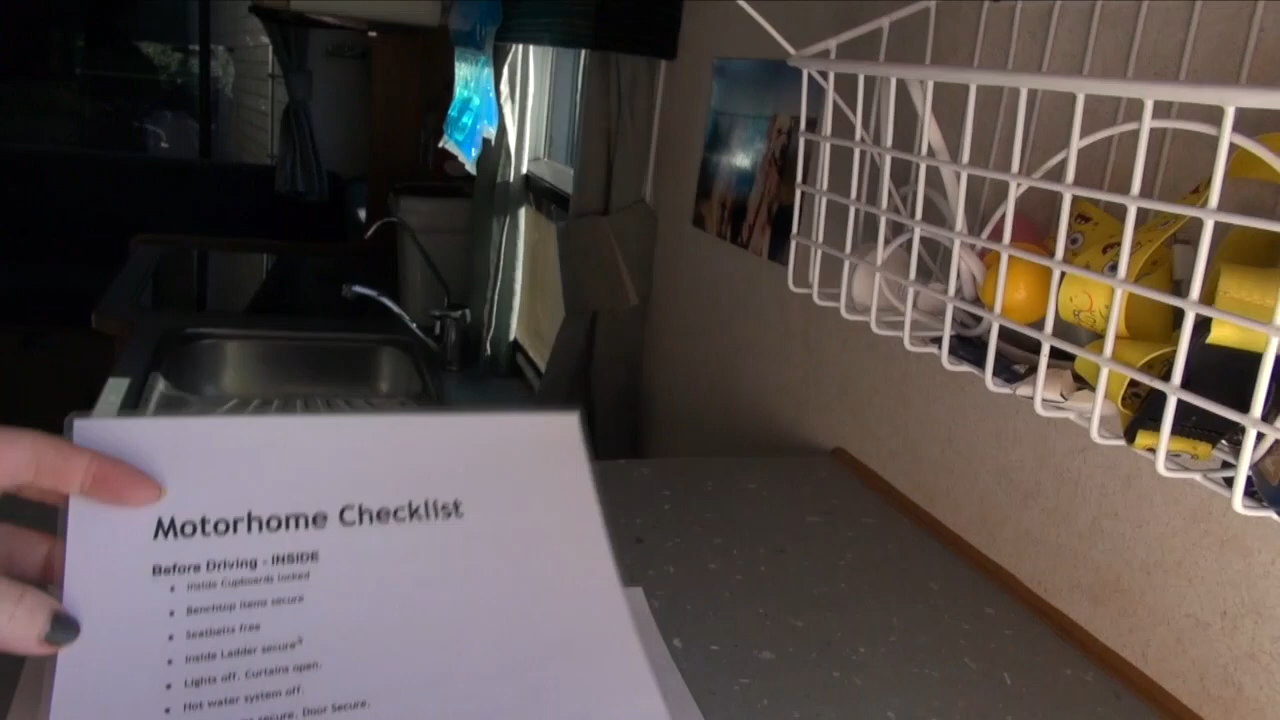 Motorhome Checklist
Before Driving - INSIDE
• Inside Cupboards locked
• Benchtop items secure
• Seatbelts free
• Inside Ladder secure
• Lights off. Curtains open.
• Hot water system off.
secure, Door Secure.